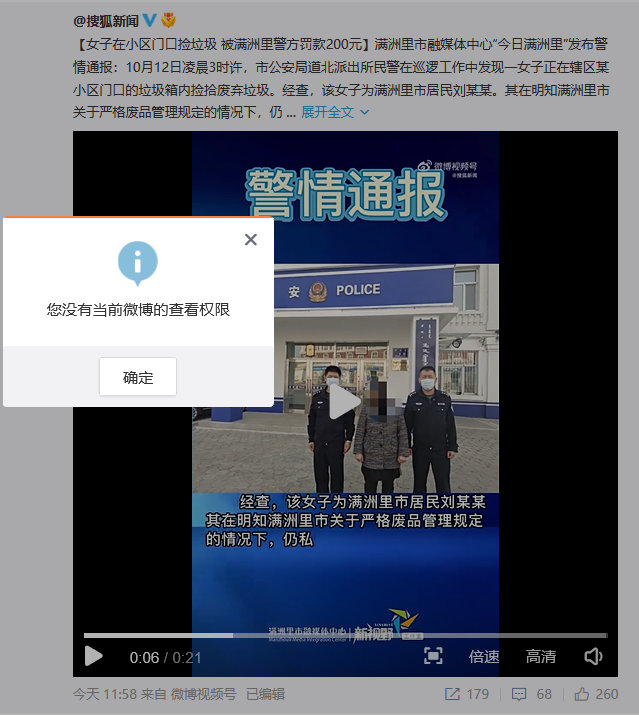 @搜狐新闻
【女子在小区门口捡垃圾 被满洲里警方罚款200元】满洲里市融媒体中心“今日满洲里”发布警
情通报：10月12日凌晨3时许，市公安局道北派出所民警在巡逻工作中发现一女子正在辖区某
小区门口的垃圾箱内捡拾废弃垃圾。经查，该女子为满洲里市居民刘某某。其在明知满洲里市
关于严格废品管理规定的情况下，仍 ... 展开全文
微博视频号
@搜狐新闻
警情通报
安 POLICE
您没有当前微博的查看权限
确定
经查，该女子为满洲里市居民刘某某
其在明知满洲里市关于严格废品管理规定
的情况下，仍私
满洲里市融媒体中心
Manzhouli Media Integration Center
新视野
0:06 / 0:21
倍速
高清
今天 11:58 来自 微博视频号 已编辑
179
68
260